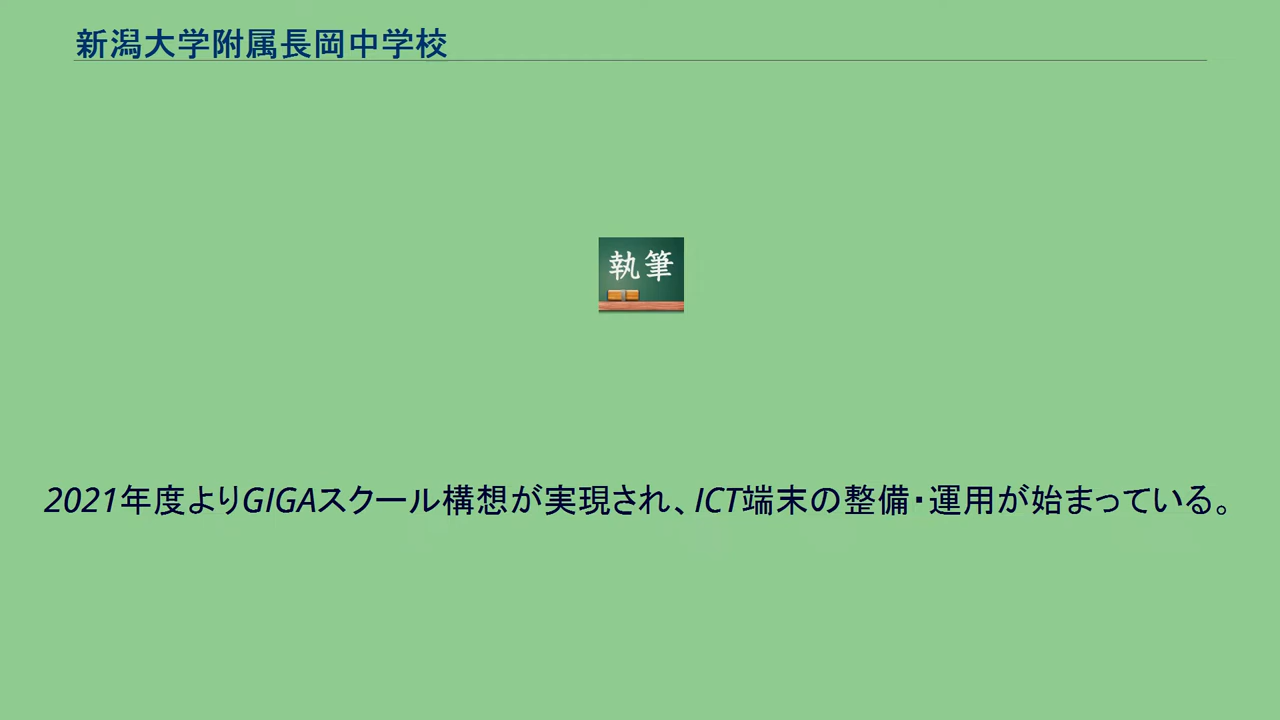 新潟大学附属長岡中学校
執筆
2021年度よりGIGAスクール構想が実現され、ICT端末の整備・運用が始まっている。